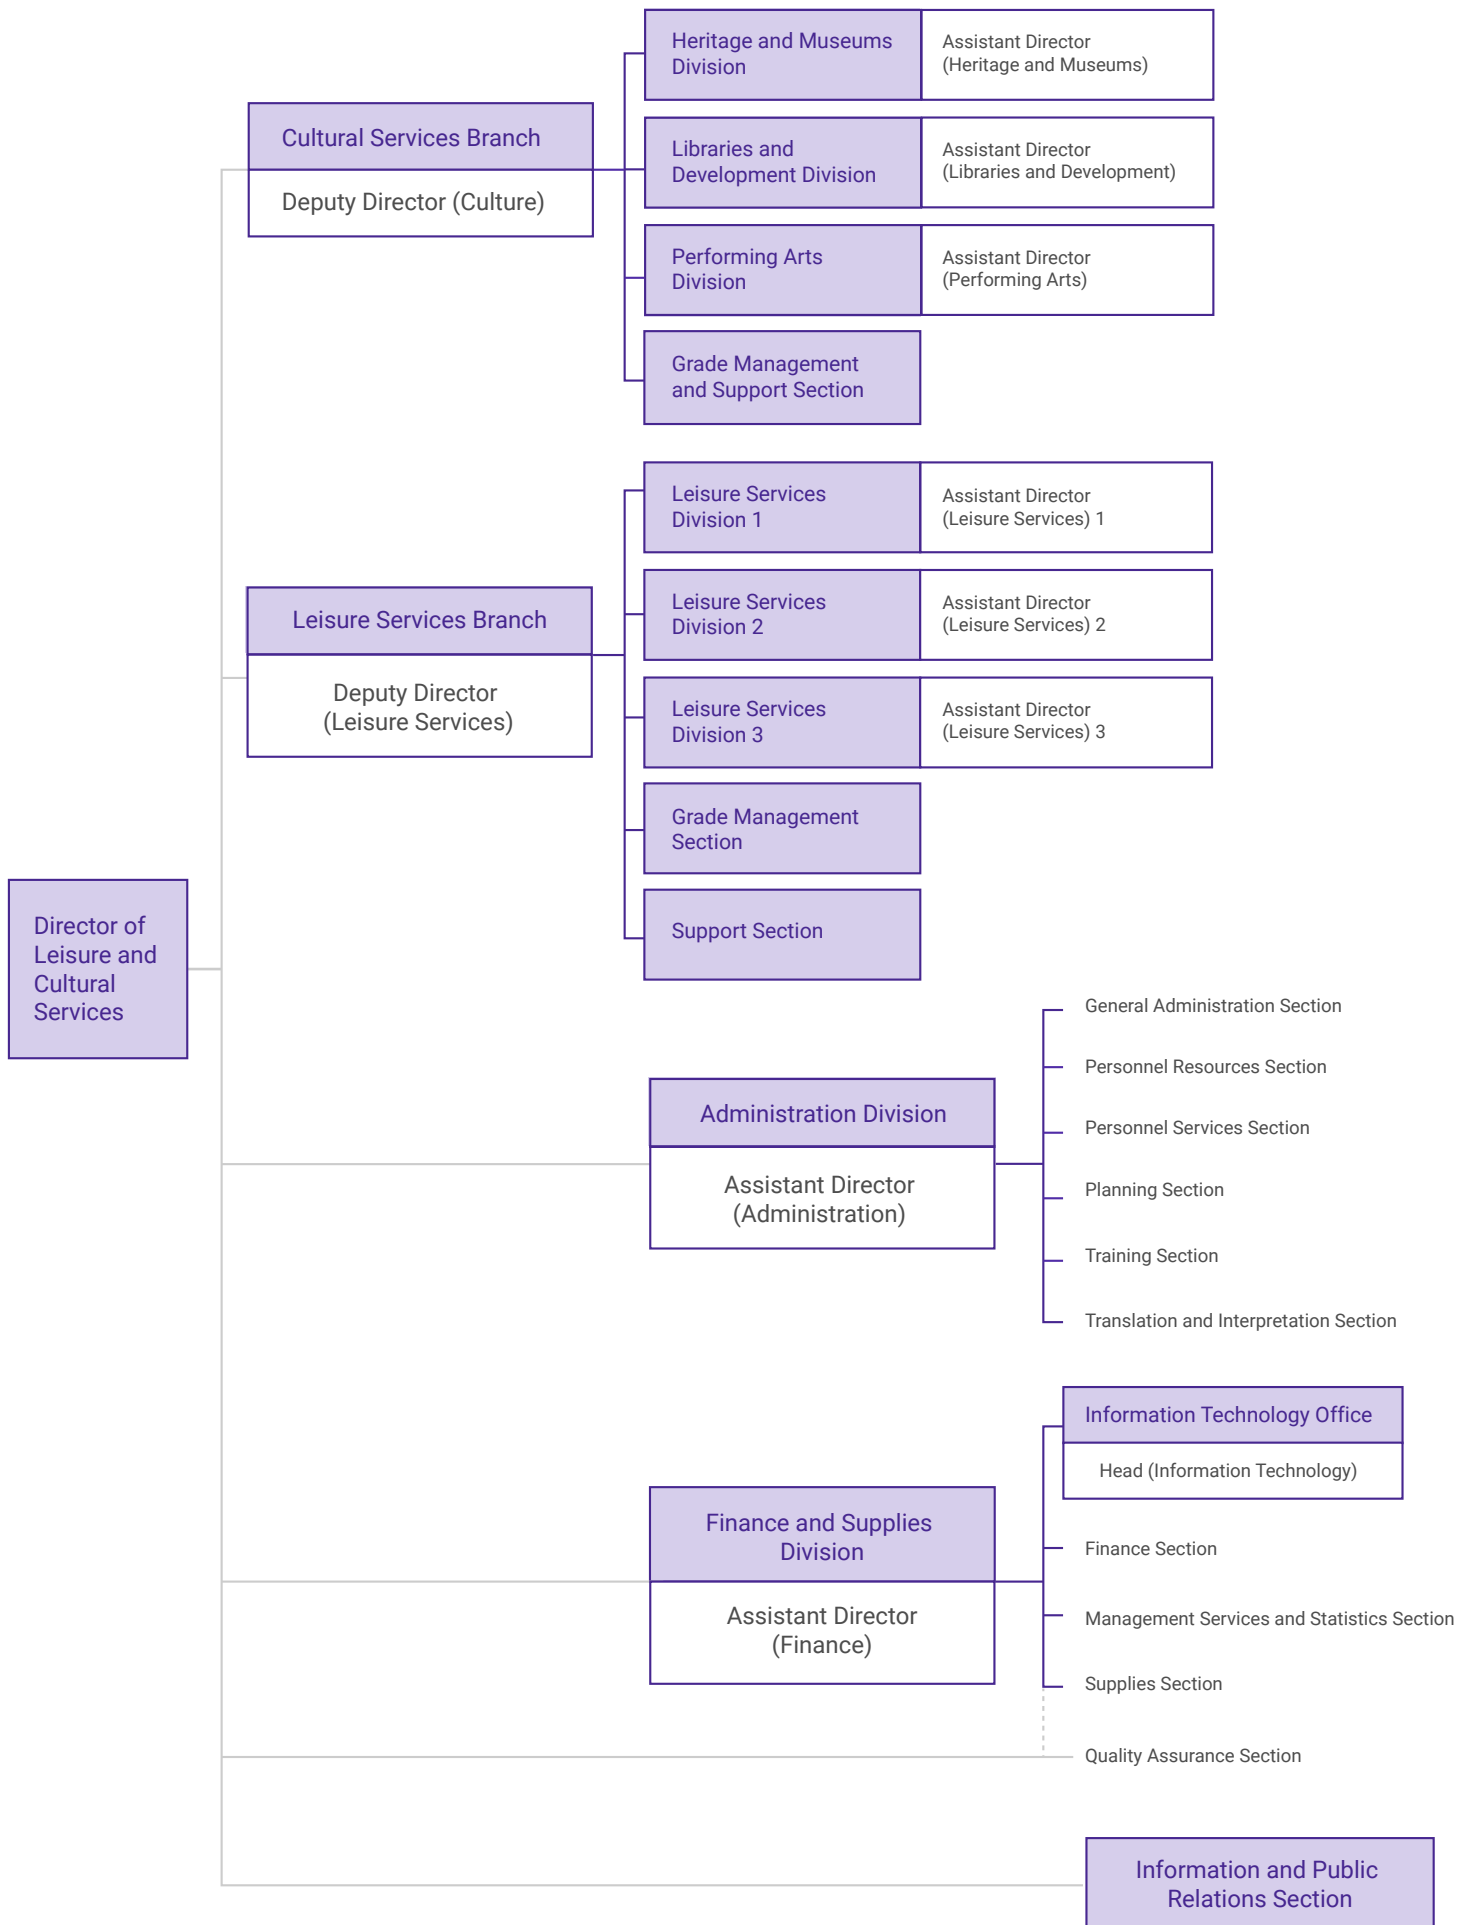 Heritage and Museums
Division
Assistant Director
(Heritage and Museums)
Cultural Services Branch
Deputy Director (Culture)
Libraries and
Development Division
Assistant Director
(Libraries and Development)
Performing Arts
Division
Assistant Director
(Performing Arts)
Grade Management
and Support Section
Leisure Services
Division 1
Assistant Director
(Leisure Services) 1
Leisure Services Branch
Deputy Director
(Leisure Services)
Leisure Services
Division 2
Assistant Director
(Leisure Services) 2
Leisure Services
Division 3
Assistant Director
(Leisure Services) 3
Grade Management
Section
Support Section
Director of
Leisure and
Cultural
Services
Administration Division
Assistant Director
(Administration)
General Administration Section
Personnel Resources Section
Personnel Services Section
Planning Section
Training Section
Translation and Interpretation Section
Finance and Supplies
Division
Assistant Director
(Finance)
Information Technology Office
Head (Information Technology)
Finance Section
Management Services and Statistics Section
Supplies Section
Quality Assurance Section
Information and Public
Relations Section